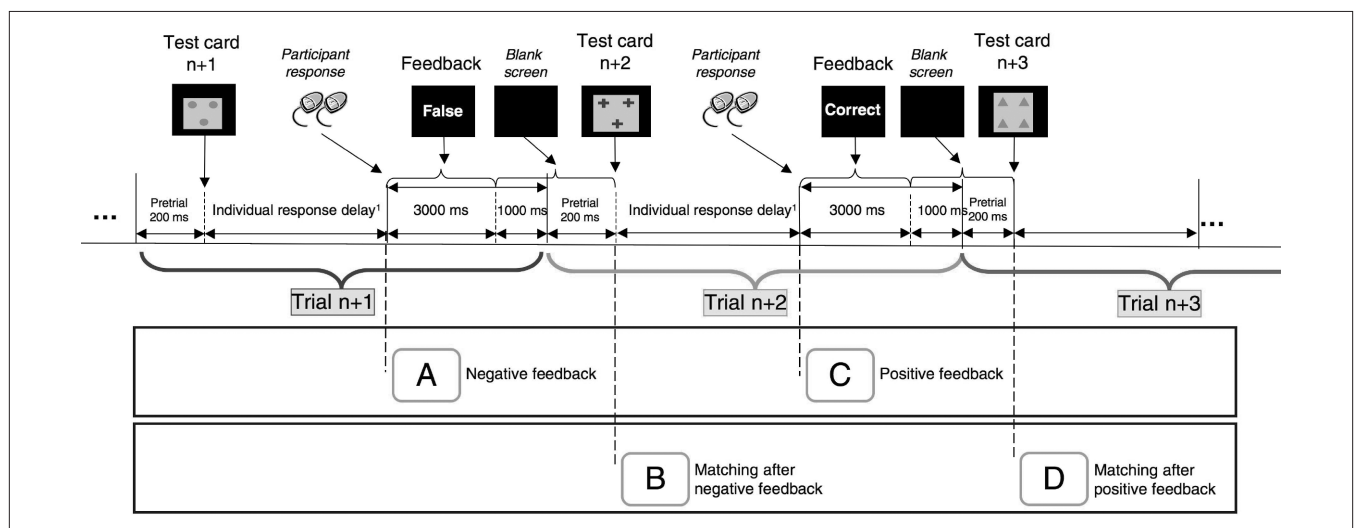 Test card
n+1
Participant
response
Feedback
Blank
screen
Test card
n+2
Participant
response
Feedback
Blank
screen
Test card
n+3
False
Correct
...
Pretrial
200 ms
Individual response delay¹
3000 ms
1000 ms
Pretrial
200 ms
Individual response delay¹
3000 ms
1000 ms
Pretrial
200 ms
...
Trial n+1
Trial n+2
Trial n+3
A
Negative feedback
C
Positive feedback
B
Matching after
negative feedback
D
Matching after
positive feedback